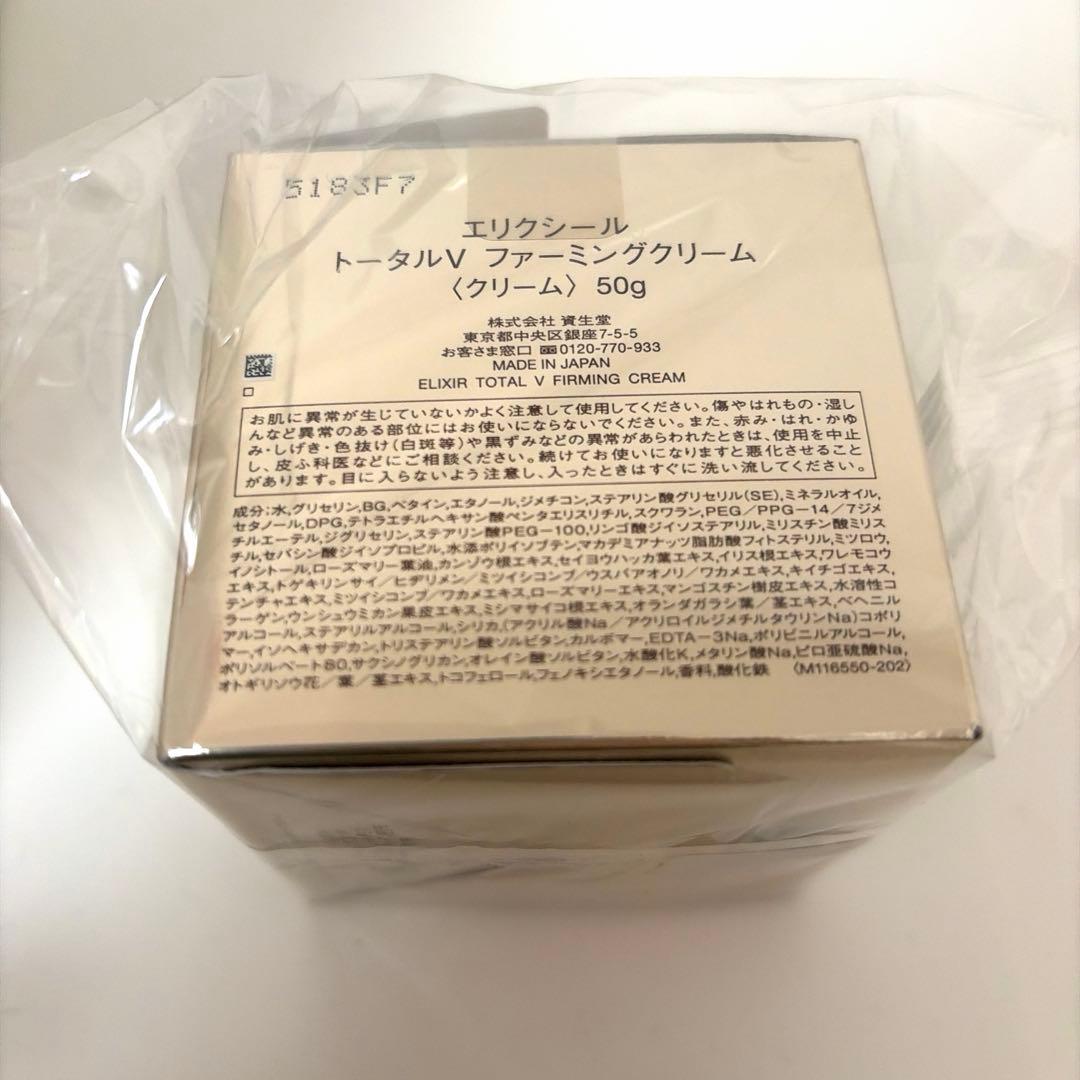 5183F7
エリクシール
トータルV ファーミングクリーム
〈クリーム〉 50g
株式会社 資生堂
東京都中央区銀座7-5-5
お客さま窓口 0120-770-933
MADE IN JAPAN
ELIXIR TOTAL V FIRMING CREAM
お肌に異常が生じていないかよく注意して使用してください。傷やはれもの・湿し
んなど異常のある部位にはお使いにならないでください。また、赤み・はれ・かゆ
み・しげき・色抜け(白斑等)や黒ずみなどの異常があらわれたときは、使用を中止
し、皮ふ科医などにご相談ください。続けてお使いになりますと悪化させること
があります。目に入らないよう注意し、入ったときはすぐに洗い流してください。
成分:水,グリセリン,BG,ベタイン,エタノール,ジメチコン,ステアリン酸グリセリル(SE),ミネラルオイル,
セタノール,DPG,テトラエチルヘキサン酸ペンタエリスリチル,スクワラン,PEG/PPG-14/7ジメ
チルエーテル,ジグリセリン,ステアリン酸PEG-100,リンゴ酸ジイソステアリル,ミリスチン酸ミリス
チル,セバシン酸ジイソプロピル,水添ポリイソブテン,マカデミアナッツ脂肪酸フィトステリル,ミツロウ,
イノシトール,ローズマリー葉油,カンゾウ根エキス,セイヨウハッカ葉エキス,イリス根エキス,ワレモコウ
エキス,トゲキリンサイ/ヒヂリメン/ミツイシコンブ/ウスバアオノリ/ワカメエキス,キイチゴエキス,
テンチャエキス,ミツイシコンブ/ワカメエキス,ローズマリーエキス,マンゴスチン樹皮エキス,水溶性コ
ラーゲン,ウンシュウミカン果皮エキス,ミシマサイコ根エキス,オランダガラシ葉/茎エキス,ベヘニル
アルコール,ステアリルアルコール,シリカ,(アクリル酸Na/アクリロイルジメチルタウリンNa)コポリ
マー,イソヘキサデカン,トリステアリン酸ソルビタン,カルボマー,EDTA-3Na,ポリビニルアルコール,
ポリソルベート80,サクシノグリカン,オレイン酸ソルビタン,水酸化K,メタリン酸Na,ピロ亜硫酸Na,
オトギリソウ花/葉/茎エキス,トコフェロール,フェノキシエタノール,香料,酸化鉄 〈M116550-202〉